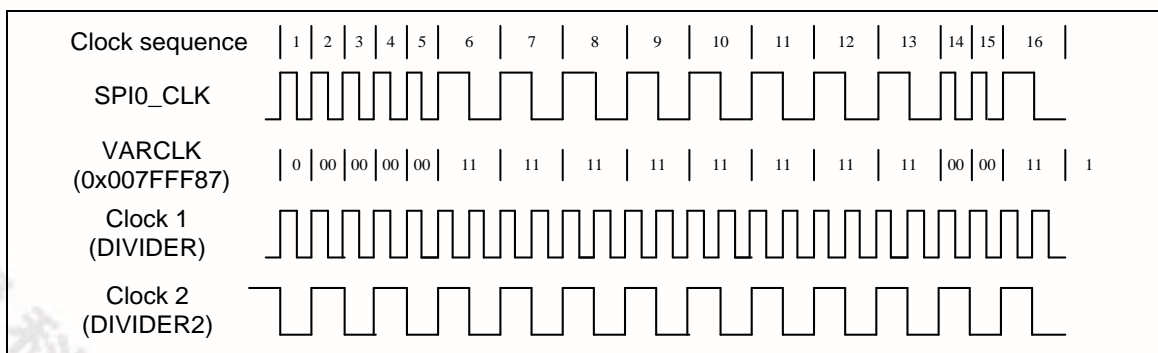 Clock sequence 1 2 3 4 5 6 7 8 9 10 11 12 13 14 15 16
SPI0_CLK
VARCLK
(0x007FFF87)
0 00 00 00 00 11 11 11 11 11 11 11 11 00 00 11 1
Clock 1
(DIVIDER)
Clock 2
(DIVIDER2)